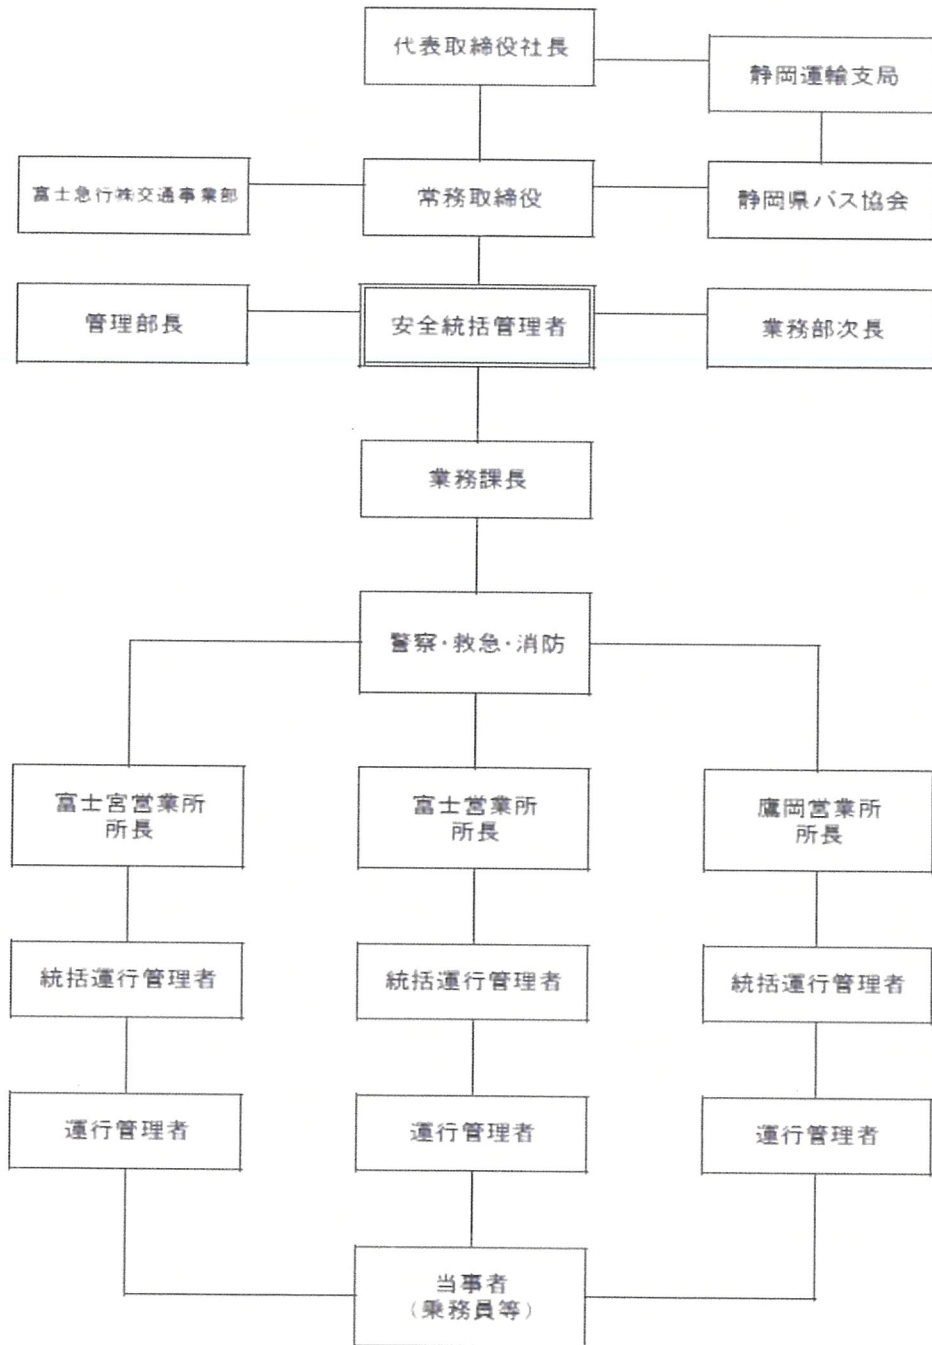 代表取締役社長
静岡運輸支局
富士急行㈱交通事業部
常務取締役
静岡県バス協会
管理部長
安全統括管理者
業務部次長
業務課長
警察・救急・消防
富士宮営業所
所長
富士営業所
所長
鷹岡営業所
所長
統括運行管理者
統括運行管理者
統括運行管理者
運行管理者
運行管理者
運行管理者
当事者
（乗務員等）